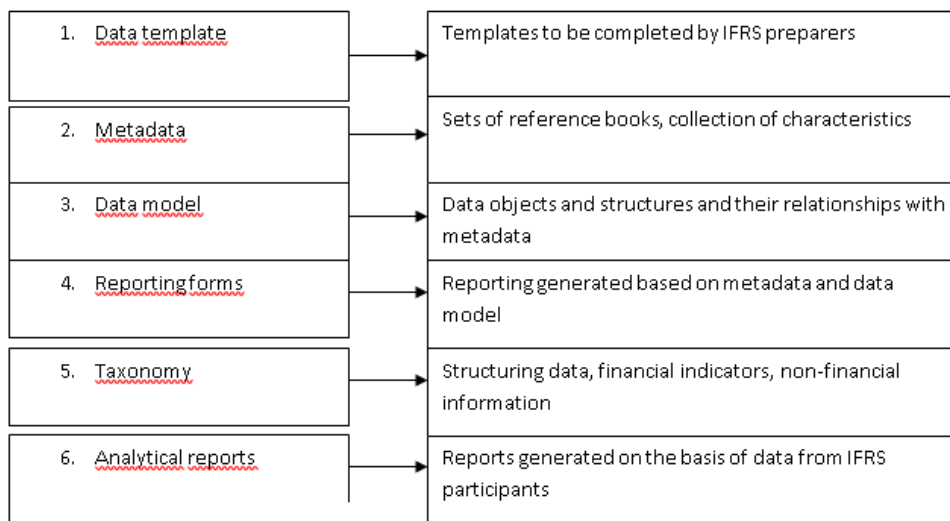 1. Data template
Templates to be completed by IFRS preparers
2. Metadata
Sets of reference books, collection of characteristics
3. Data model
Data objects and structures and their relationships with
metadata
4. Reporting forms
Reporting generated based on metadata and data
model
5. Taxonomy
Structuring data, financial indicators, non-financial
information
6. Analytical reports
Reports generated on the basis of data from IFRS
participants